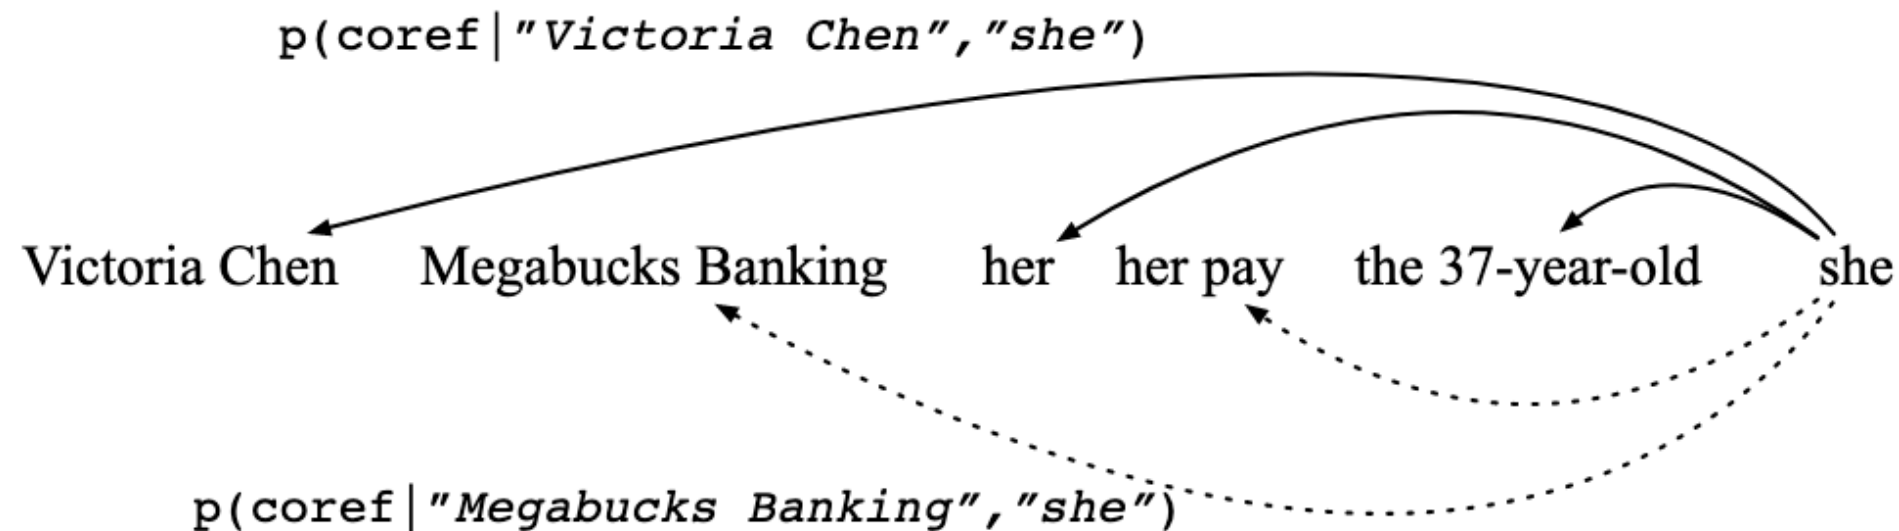 p(coref|"Victoria Chen","she")
Victoria Chen Megabucks Banking her her pay the 37-year-old she
p(coref|"Megabucks Banking","she")